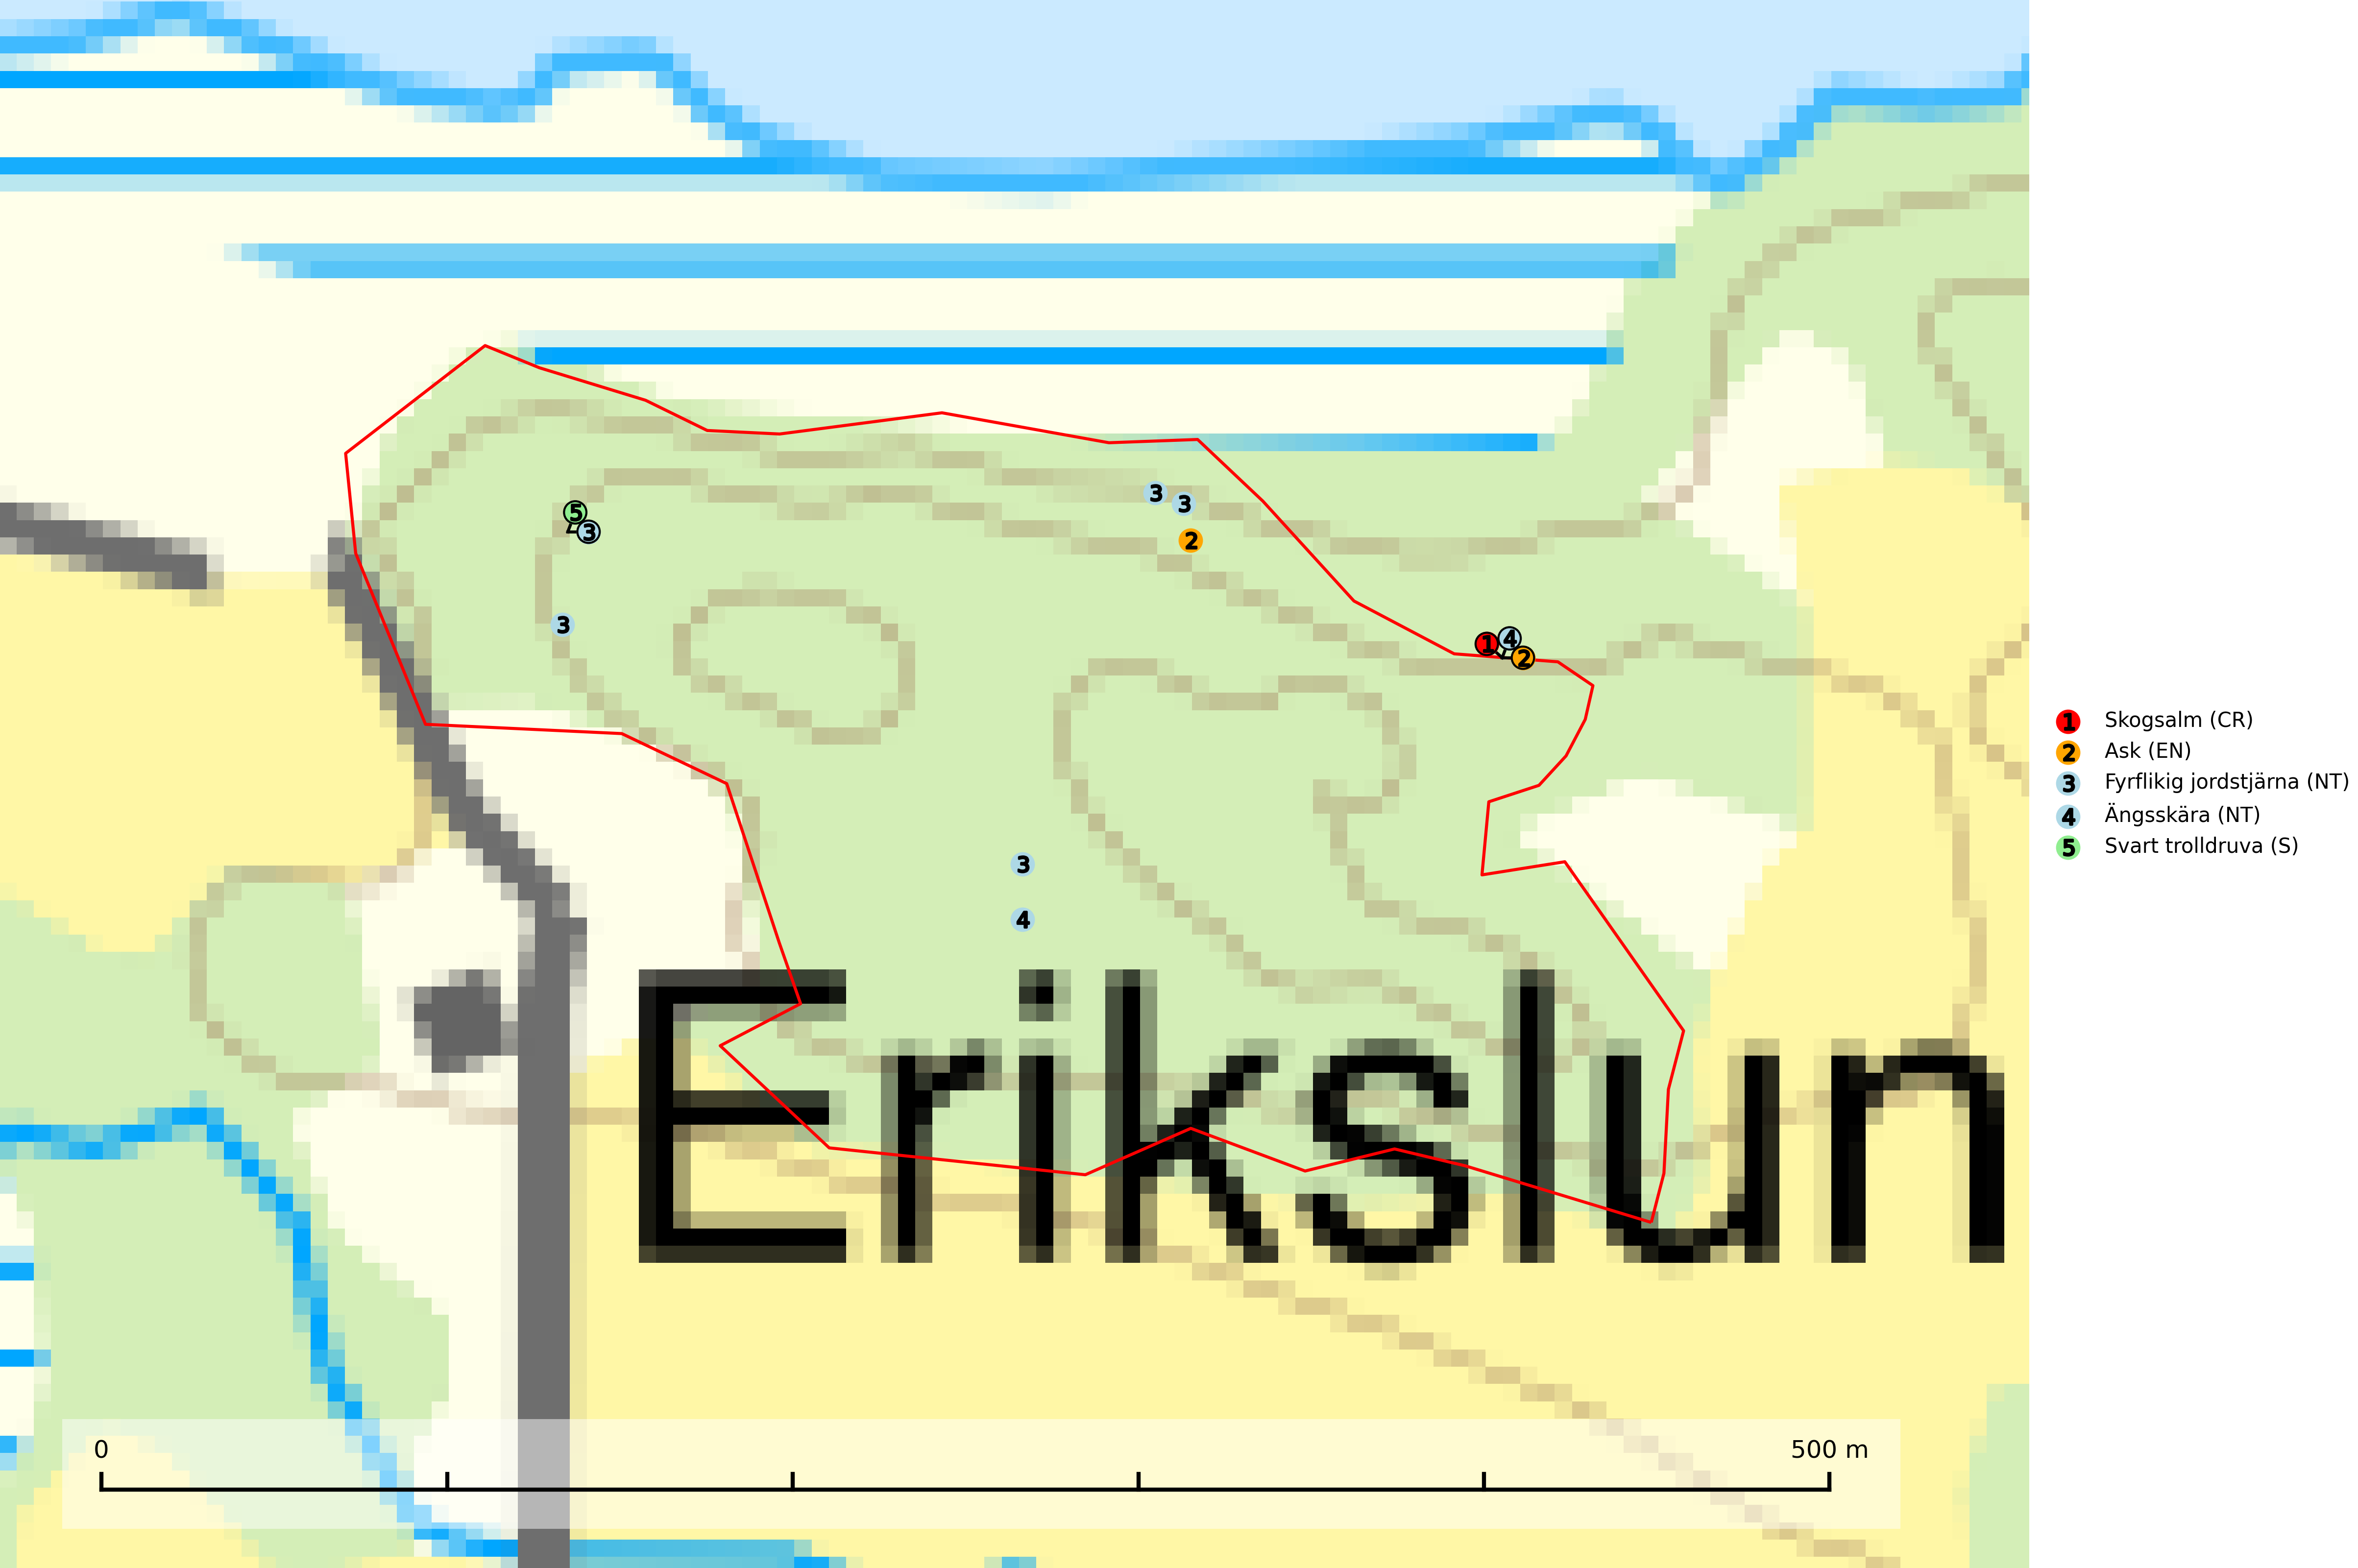 3
3
5
3
2
3
1
4
2
3
4
Erikslun
0
500 m
1 Skogsalm (CR)
2 Ask (EN)
3 Fyrflikig jordstjärna (NT)
4 Ängsskära (NT)
5 Svart trolldruva (S)